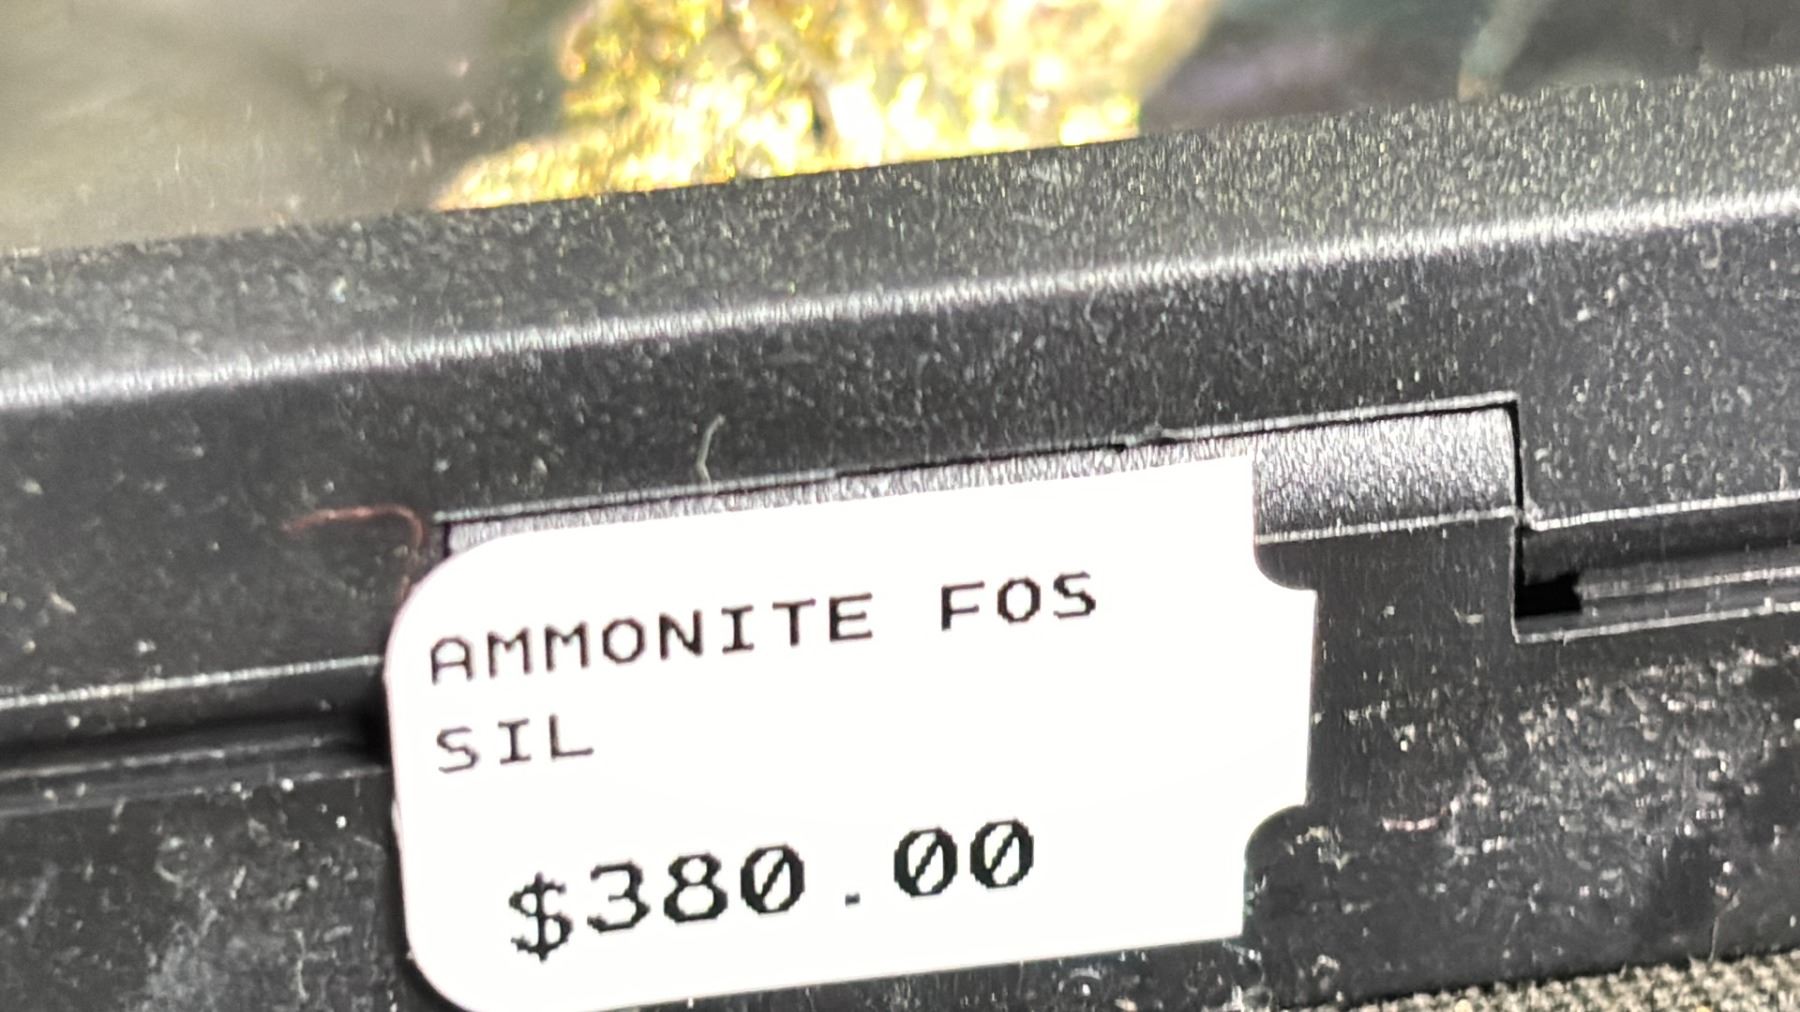 AMMONITE FOS
SIL
$380.00